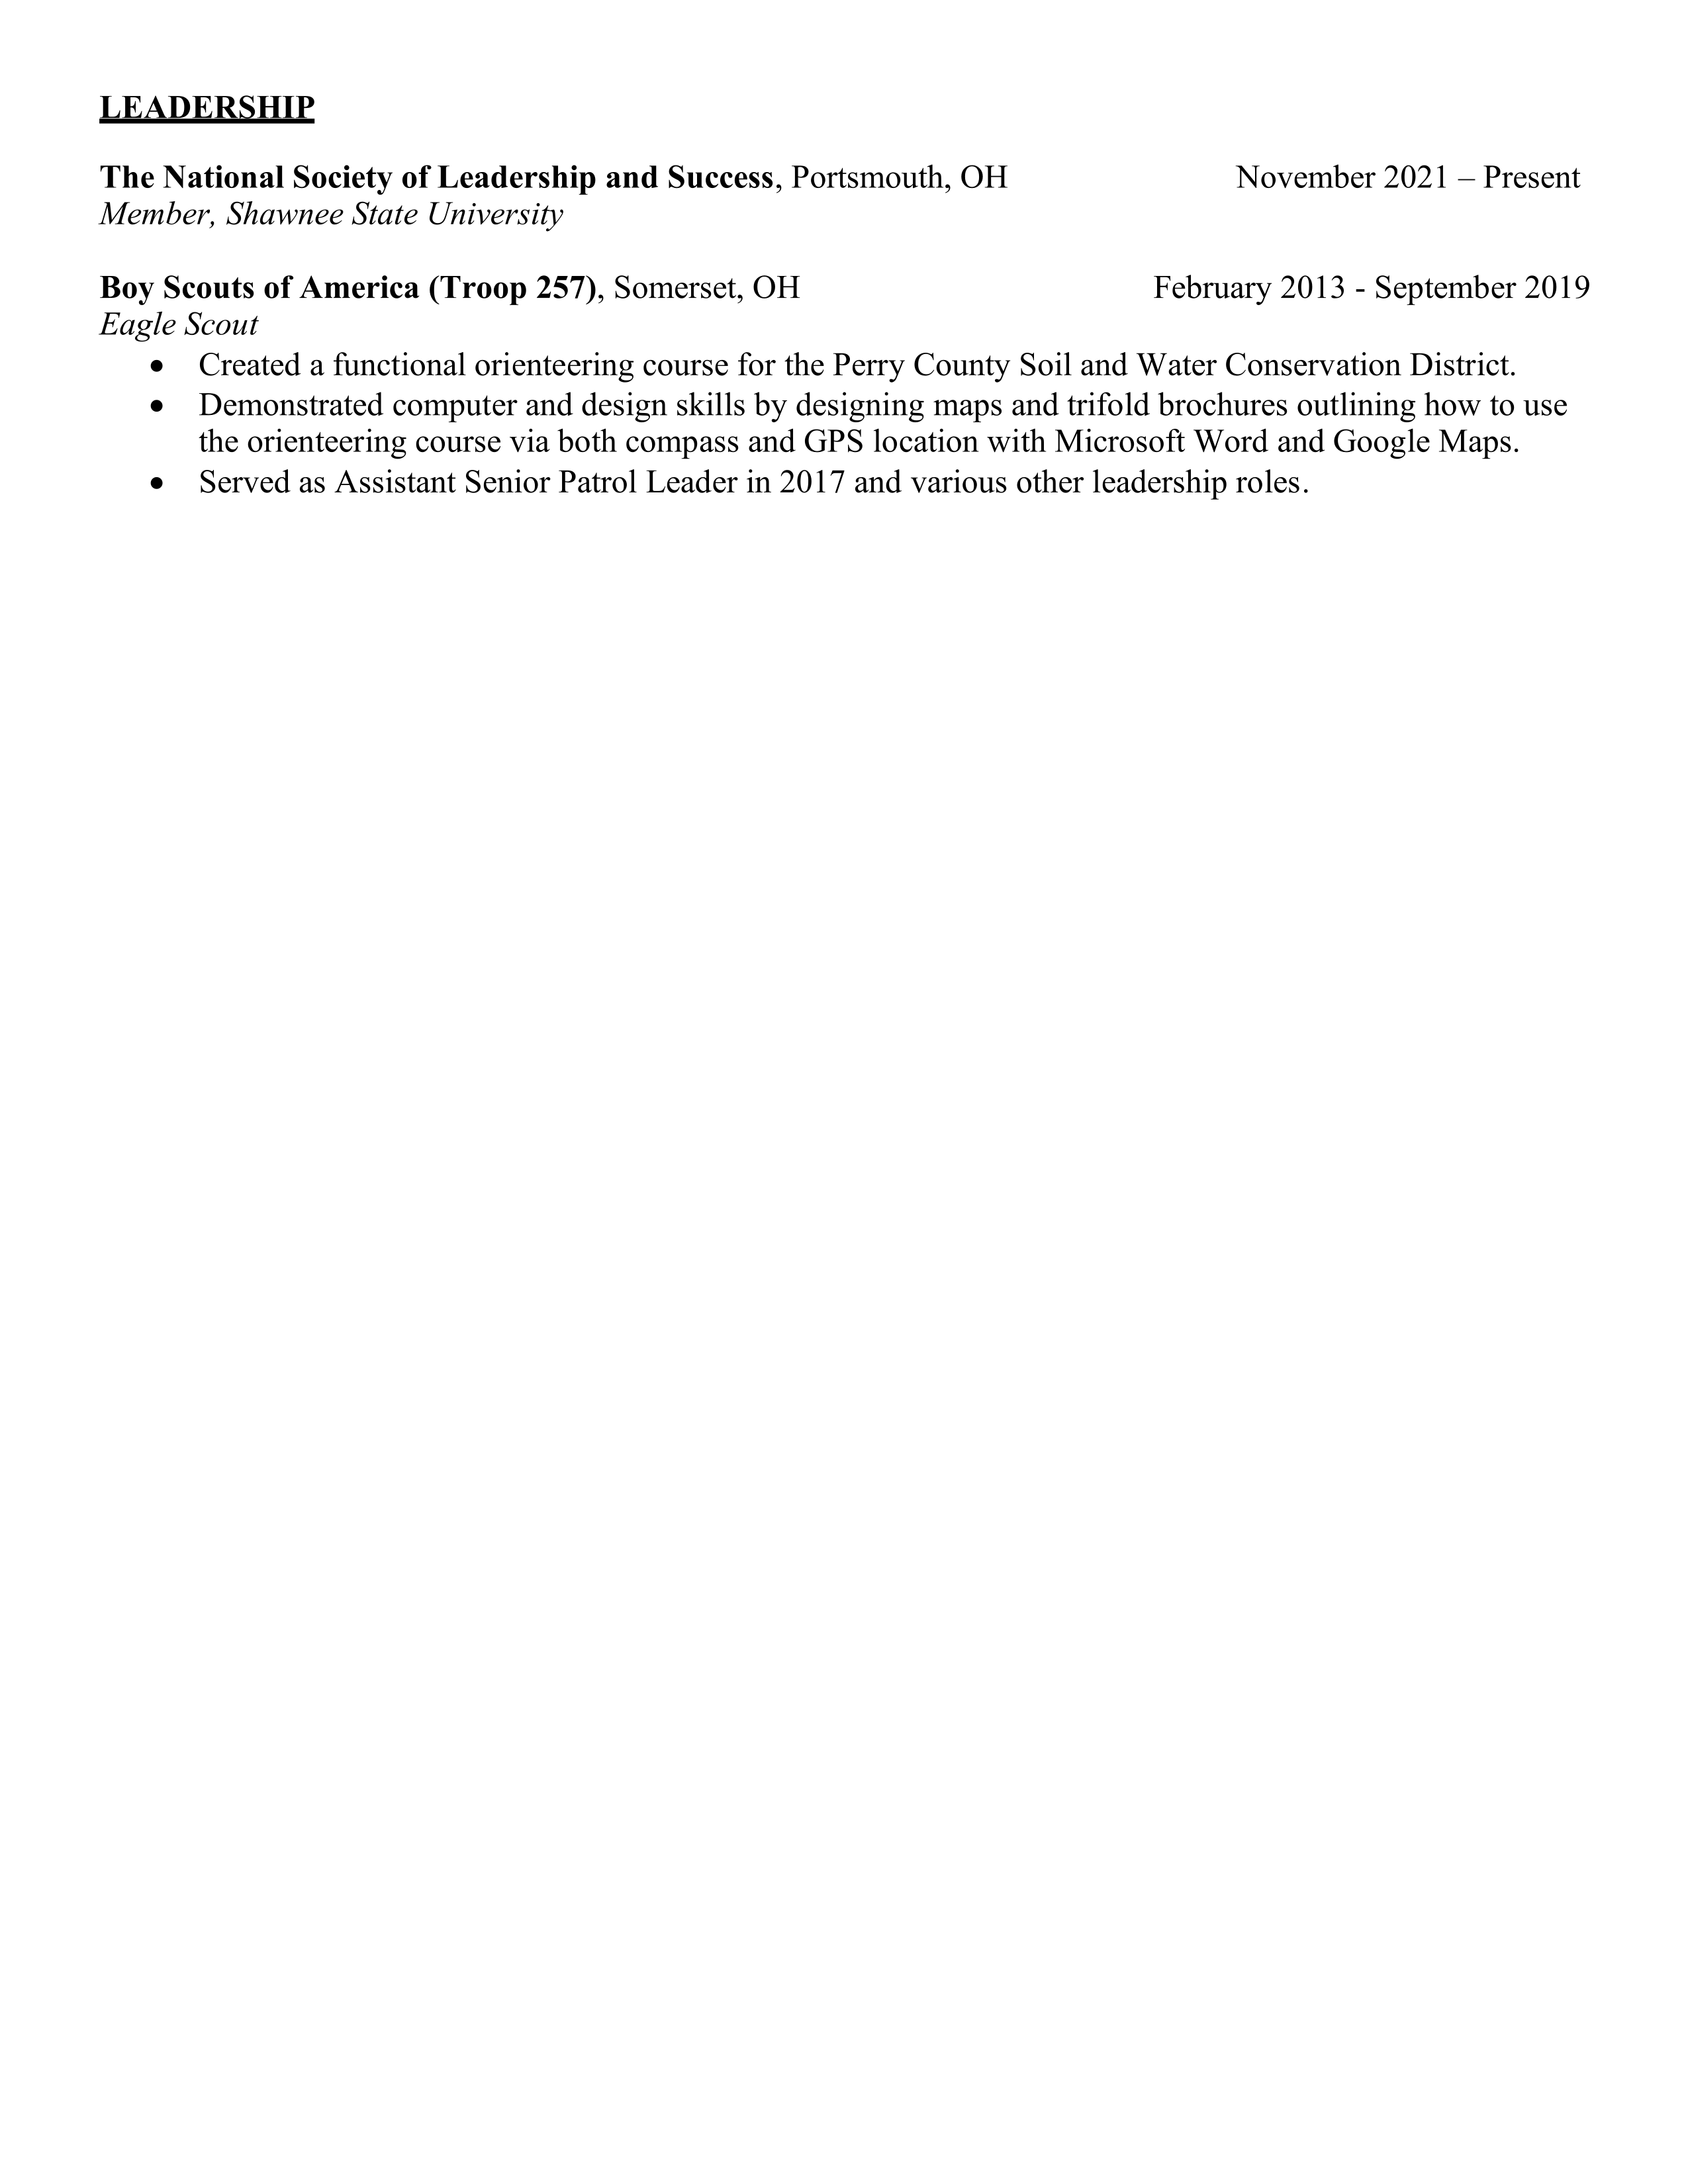 LEADERSHIP
The National Society of Leadership and Success, Portsmouth, OH November 2021 – Present
Member, Shawnee State University
Boy Scouts of America (Troop 257), Somerset, OH February 2013 - September 2019
Eagle Scout
• Created a functional orienteering course for the Perry County Soil and Water Conservation District.
• Demonstrated computer and design skills by designing maps and trifold brochures outlining how to use
the orienteering course via both compass and GPS location with Microsoft Word and Google Maps.
• Served as Assistant Senior Patrol Leader in 2017 and various other leadership roles.